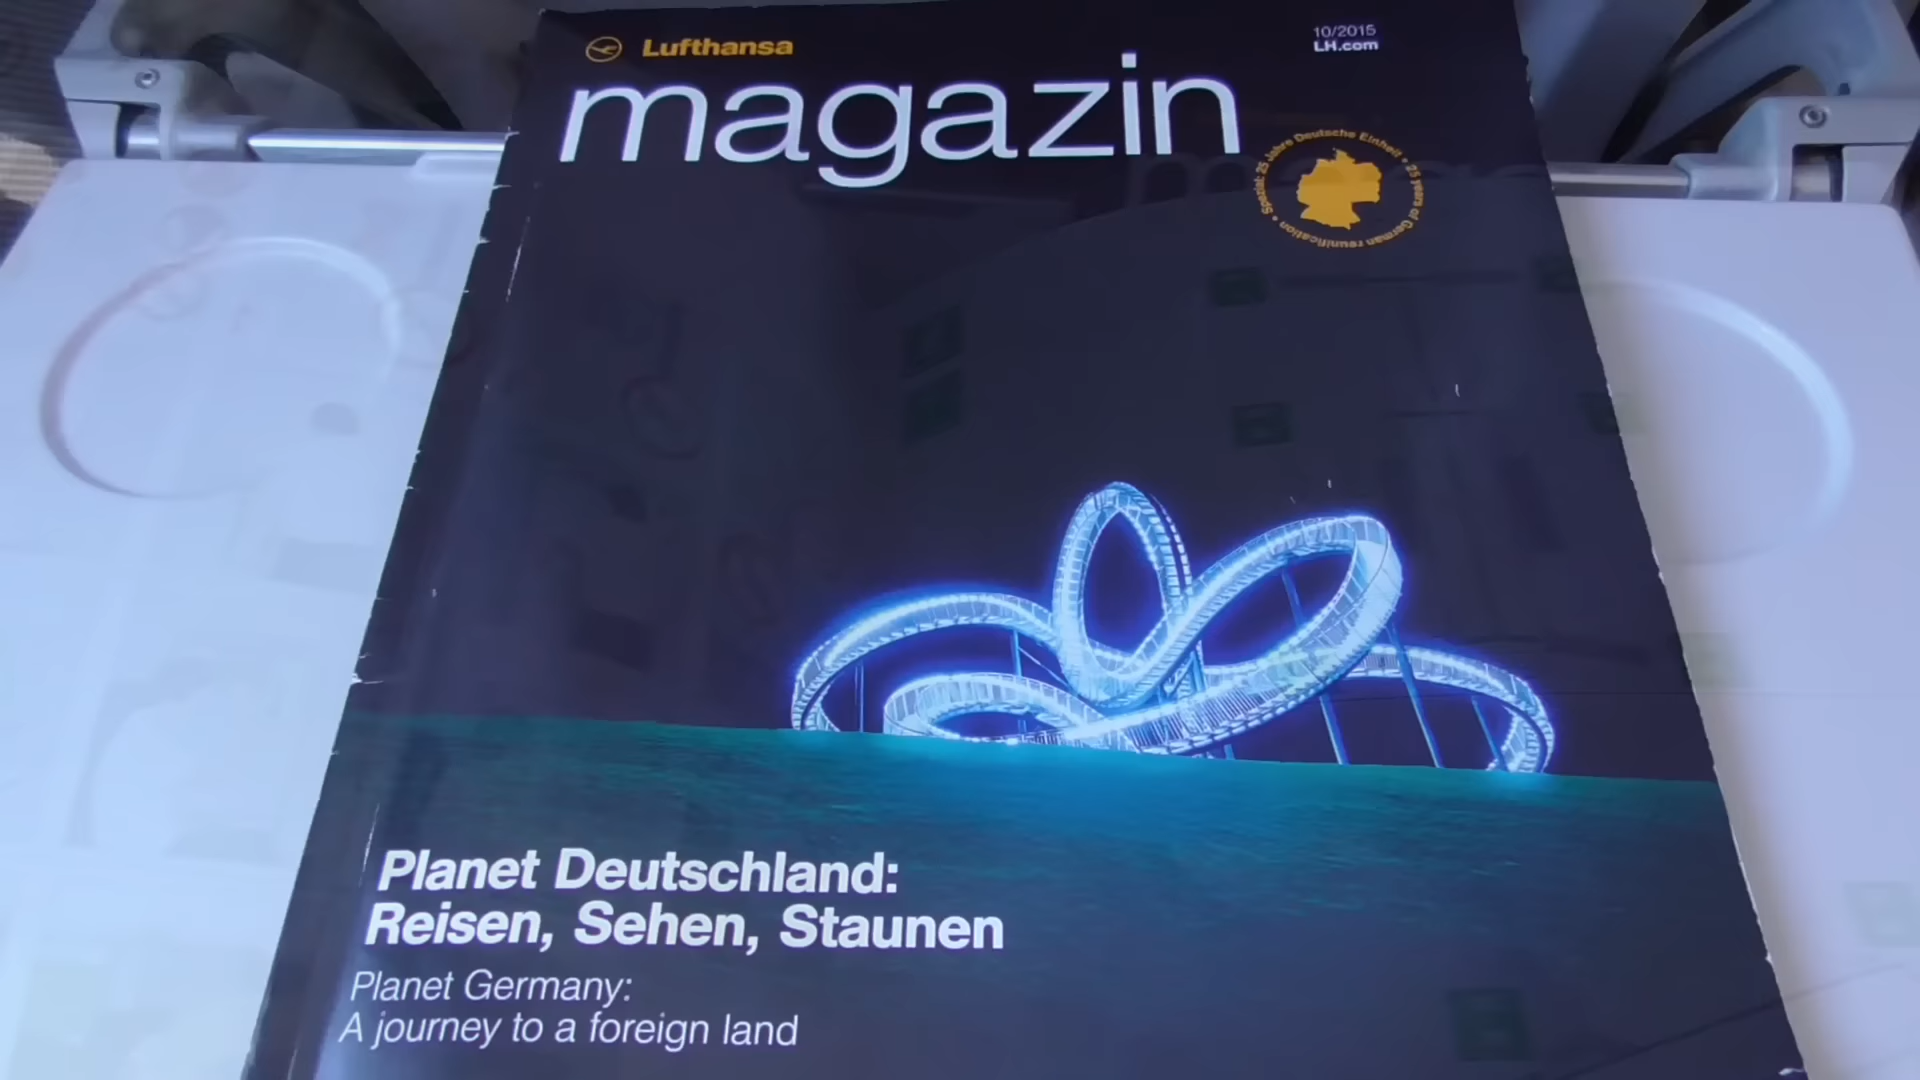 Lufthansa
magazin
10/2015
LH.com
Spezial: 25 Jahre Deutsche Einheit • 25 years of German reunification •
Planet Deutschland:
Reisen, Sehen, Staunen
Planet Germany:
A journey to a foreign land